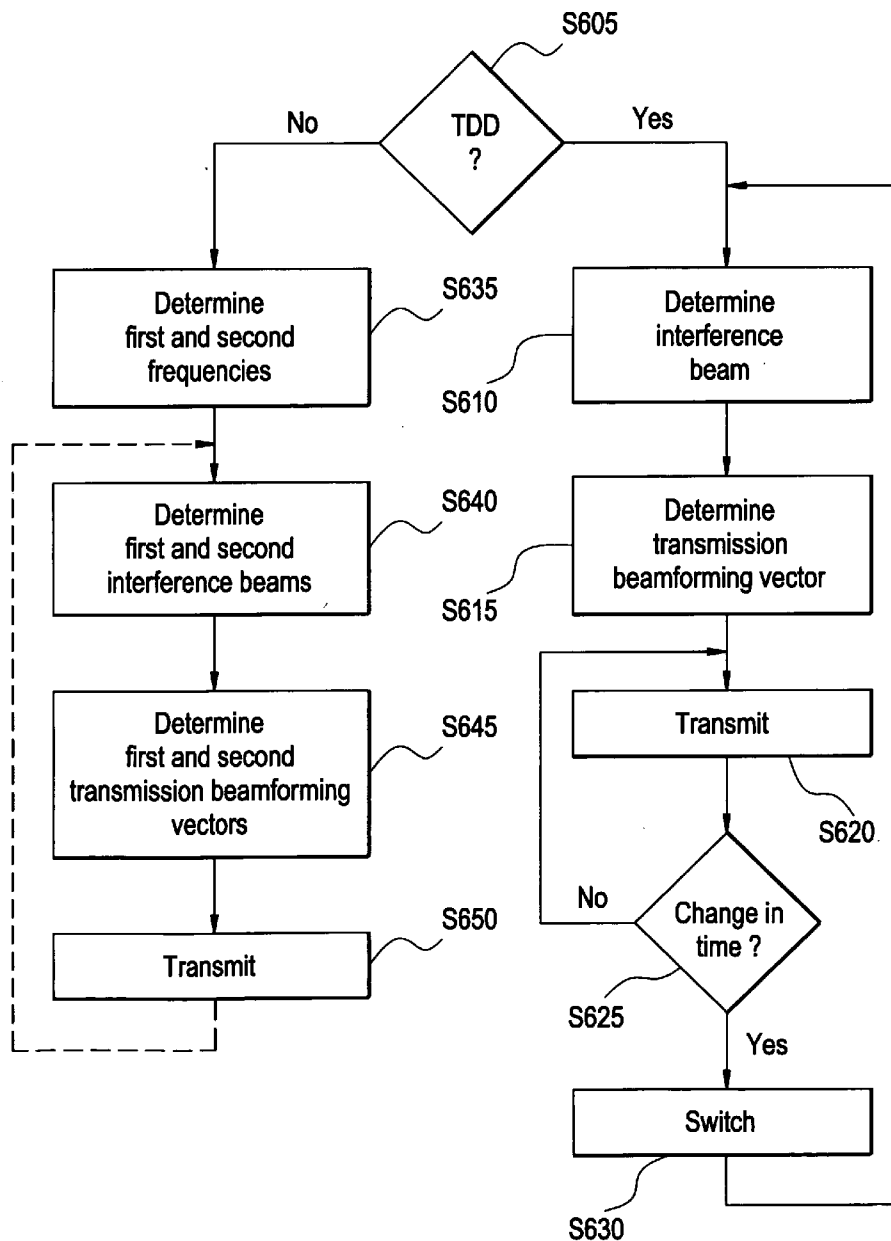 S605
TDD
?
No
Yes
Determine
first and second
frequencies
S635
Determine
interference
beam
S610
Determine
first and second
interference beams
S640
Determine
transmission
beamforming vector
S615
Determine
first and second
transmission beamforming
vectors
S645
Transmit
S620
Transmit
S650
No
Change in
time ?
S625
Yes
Switch
S630